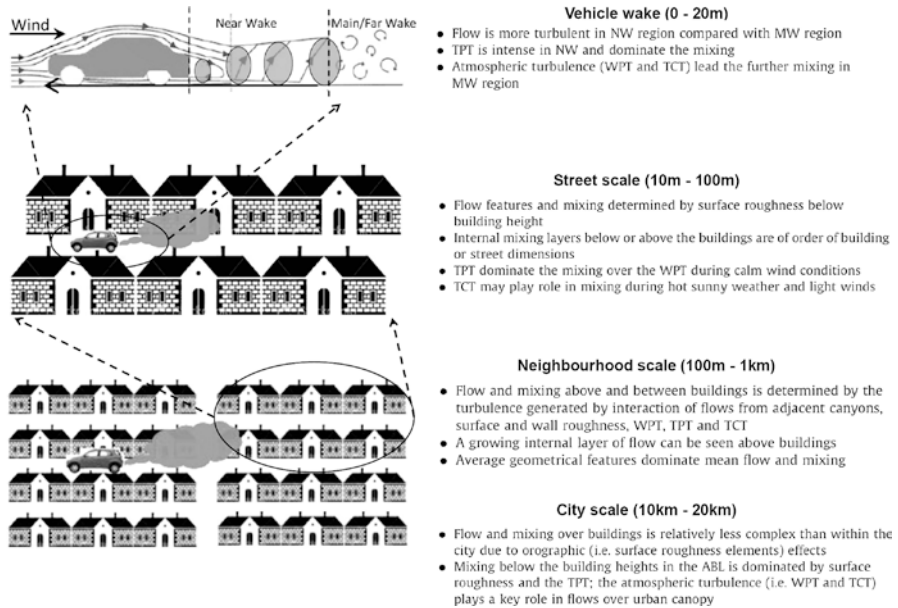 Wind
Near Wake
Main/Far Wake
Vehicle wake (0 - 20m)
• Flow is more turbulent in NW region compared with MW region
• TPT is intense in NW and dominate the mixing
• Atmospheric turbulence (WPT and TCT) lead the further mixing in
MW region
Street scale (10m - 100m)
• Flow features and mixing determined by surface roughness below
building height
• Internal mixing layers below or above the buildings are of order of building
or street dimensions
• TPT dominate the mixing over the WPT during calm wind conditions
• TCT may play role in mixing during hot sunny weather and light winds
Neighbourhood scale (100m - 1km)
• Flow and mixing above and between buildings is determined by the
turbulence generated by interaction of flows from adjacent canyons,
surface and wall roughness, WPT, TPT and TCT
• A growing internal layer of flow can be seen above buildings
• Average geometrical features dominate mean flow and mixing
City scale (10km - 20km)
• Flow and mixing over buildings is relatively less complex than within the
city due to orographic (i.e. surface roughness elements) effects
• Mixing below the building heights in the ABL is dominated by surface
roughness and the TPT; the atmospheric turbulence (i.e. WPT and TCT)
plays a key role in flows over urban canopy